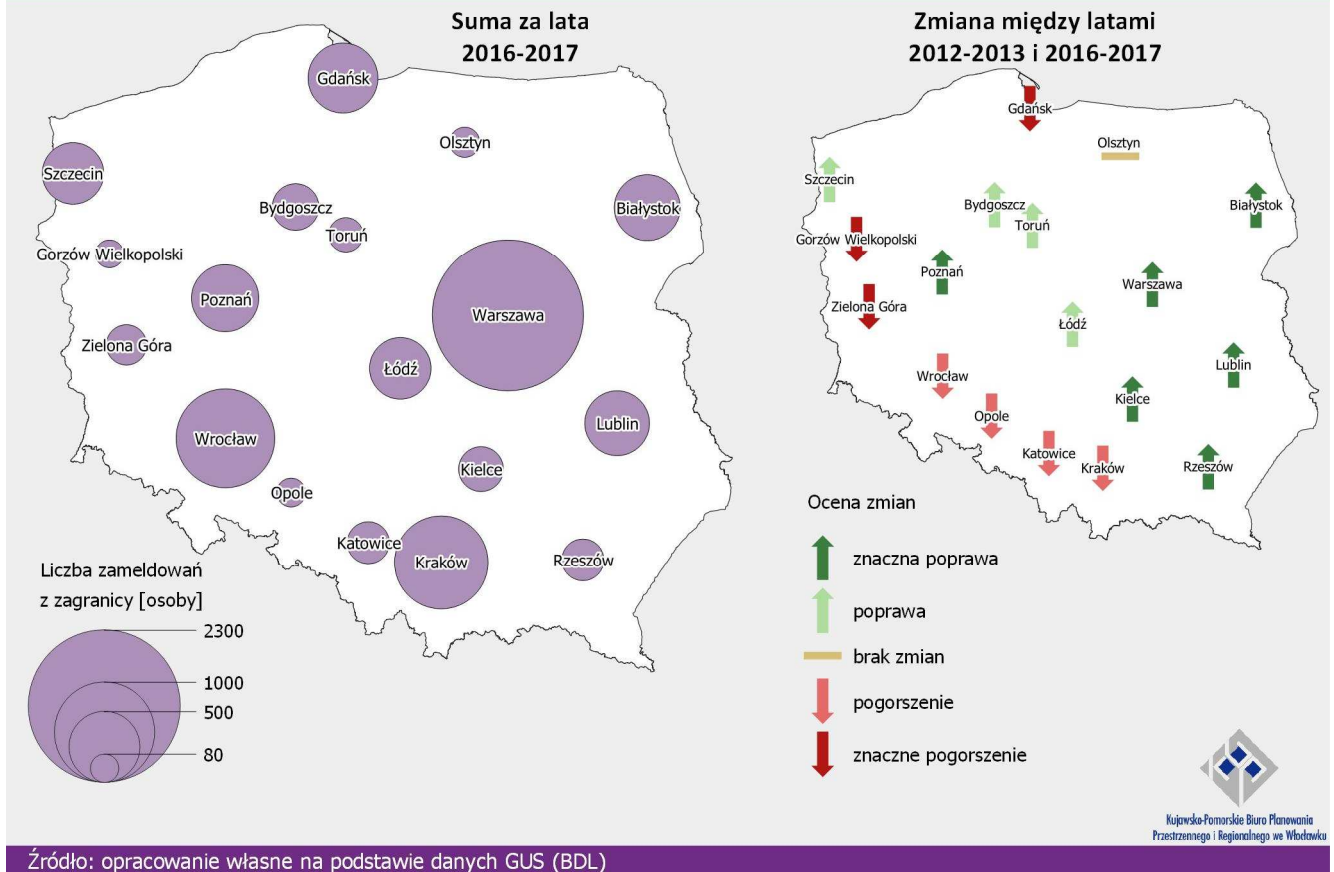 Suma za lata
2016-2017
Gdańsk
Olsztyn
Szczecin
Bydgoszcz
Białystok
Toruń
Gorzów Wielkopolski
Poznań
Warszawa
Zielona Góra
Łódź
Wrocław
Lublin
Kielce
Opole
Katowice
Kraków
Rzeszów
Liczba zameldowań
z zagranicy [osoby]
2300
1000
500
80
Zmiana między latami
2012-2013 i 2016-2017
Gdańsk
Olsztyn
Szczecin
Bydgoszcz
Białystok
Toruń
Gorzów Wielkopolski
Poznań
Warszawa
Zielona Góra
Łódź
Wrocław
Lublin
Kielce
Opole
Katowice
Kraków
Rzeszów
Ocena zmian
znaczna poprawa
poprawa
brak zmian
pogorszenie
znaczne pogorszenie
Kujawsko-Pomorskie Biuro Planowania
Przestrzennego i Regionalnego we Włocławku
Źródło: opracowanie własne na podstawie danych GUS (BDL)